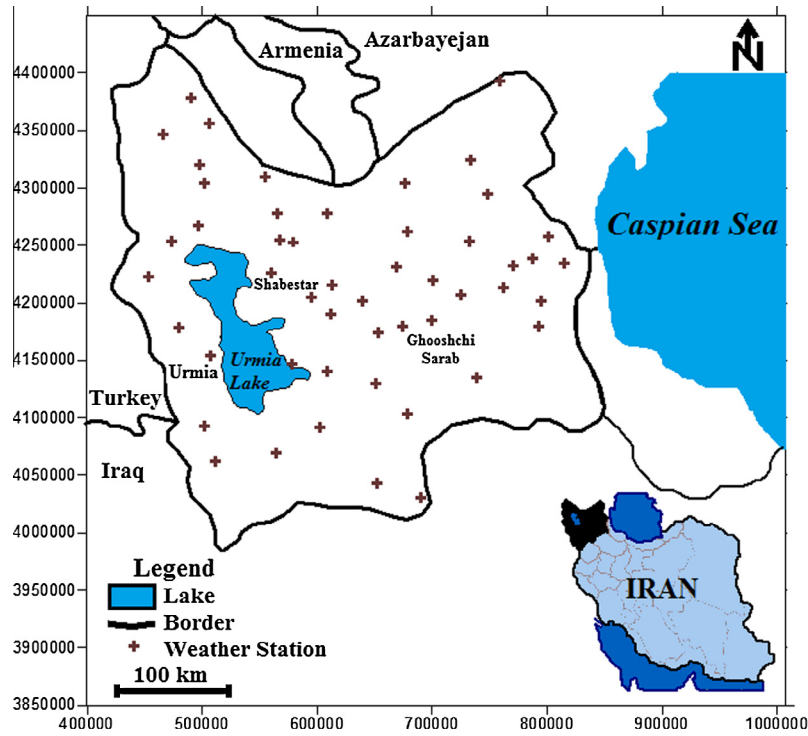 Armenia
Azarbayejan
N
4400000
4350000
4300000
4250000
4200000
4150000
4100000
4050000
4000000
3950000
3900000
3850000
Caspian Sea
Shabestar
Ghooshchi
Sarab
Urmia
Urmia
Lake
Turkey
Iraq
Legend
Lake
Border
Weather Station
100 km
IRAN
400000 500000 600000 700000 800000 900000 1000000